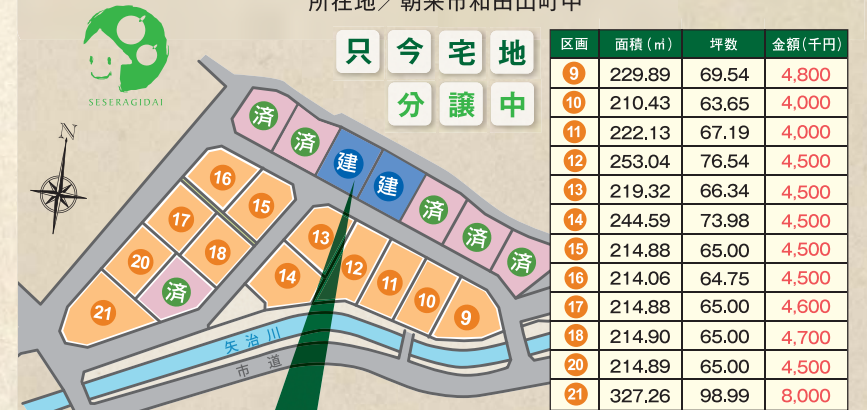 所在地/朝来市和田山町中
SESERAGIDAI
只今宅地
分譲中
N
済
済
建
建
済
済
済
16
15
17
18
20
済
21
13
14
12
11
10
9
矢治川
市道
区画 面積(㎡) 坪数 金額(千円)
9 229.89 69.54 4,800
10 210.43 63.65 4,000
11 222.13 67.19 4,000
12 253.04 76.54 4,500
13 219.32 66.34 4,500
14 244.59 73.98 4,500
15 214.88 65.00 4,500
16 214.06 64.75 4,500
17 214.88 65.00 4,600
18 214.90 65.00 4,700
20 214.89 65.00 4,500
21 327.26 98.99 8,000